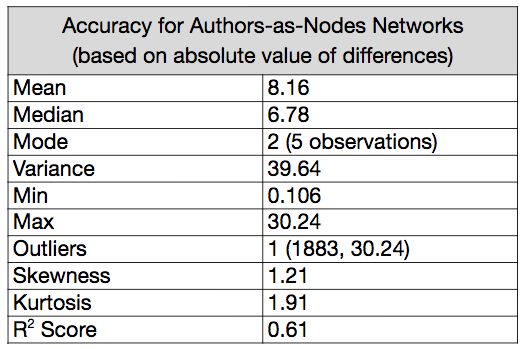 Accuracy for Authors-as-Nodes Networks
(based on absolute value of differences)
Mean 8.16
Median 6.78
Mode 2 (5 observations)
Variance 39.64
Min 0.106
Max 30.24
Outliers 1 (1883, 30.24)
Skewness 1.21
Kurtosis 1.91
R² Score 0.61